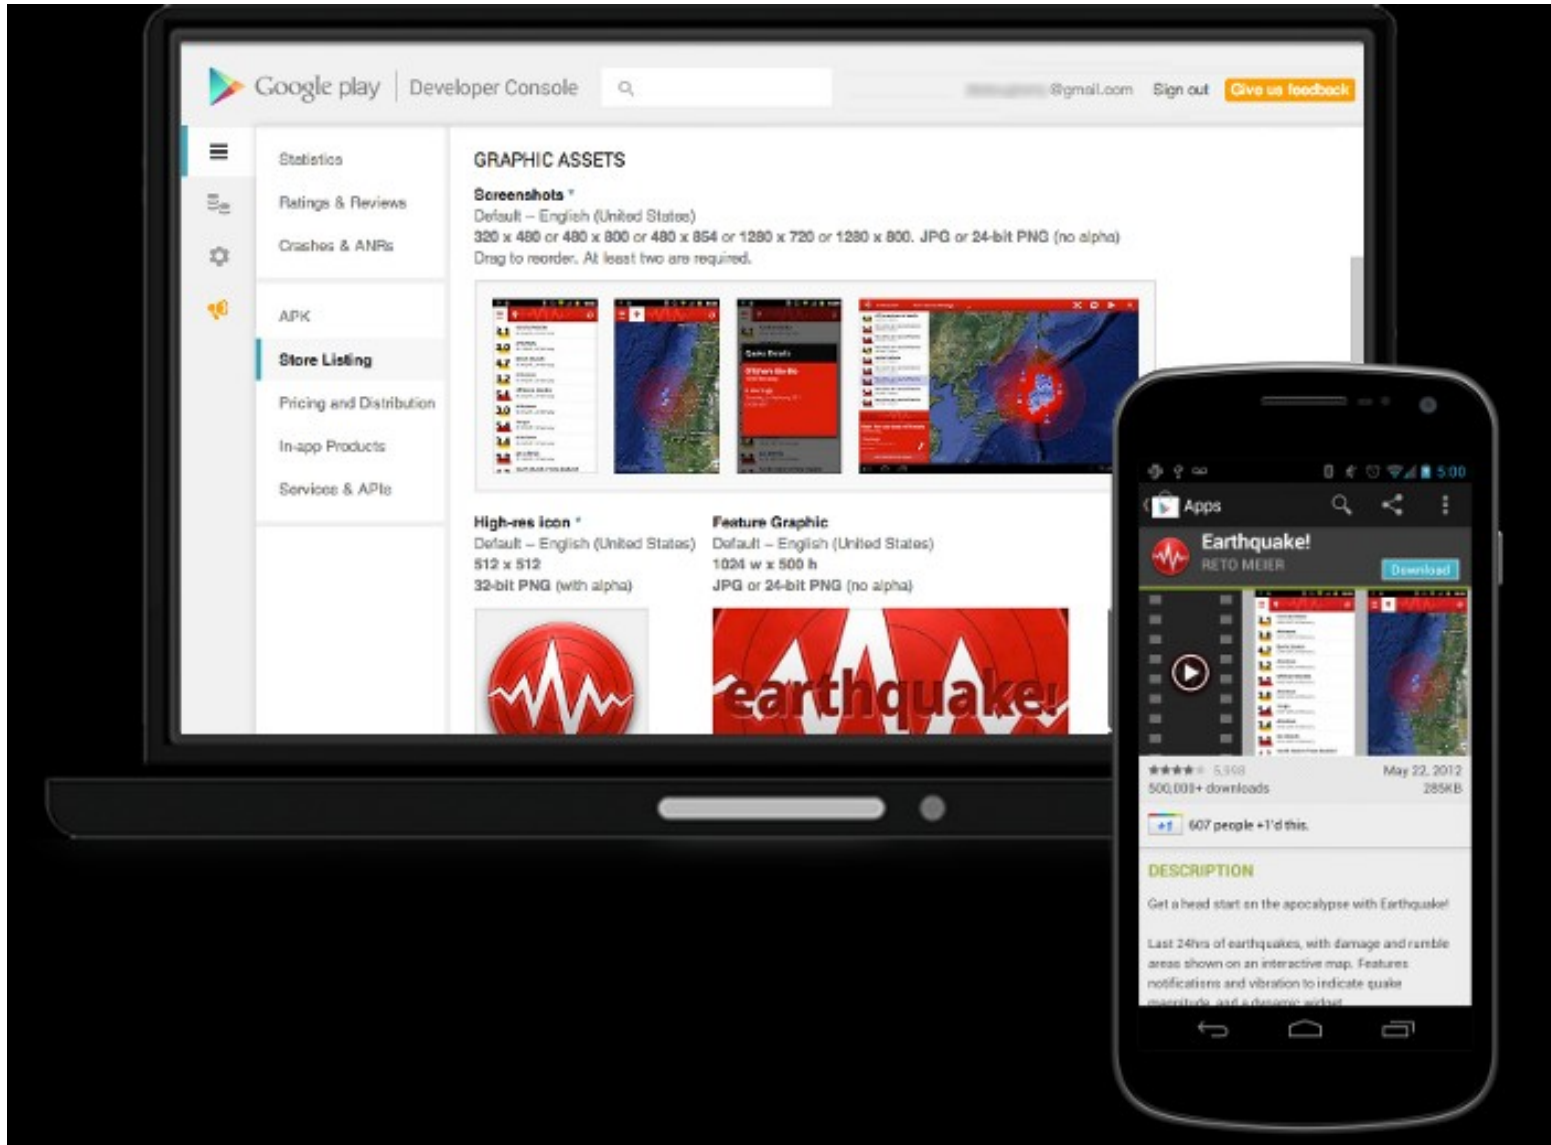 Google play
Developer Console
@gmail.com
Sign out
Give us feedback
Statistics
Ratings & Reviews
Crashes & ANRs
APK
Store Listing
Pricing and Distribution
In-app Products
Services & APIs
GRAPHIC ASSETS
Screenshots *
Default – English (United States)
320 x 480 or 480 x 800 or 480 x 854 or 1280 x 720 or 1280 x 800. JPG or 24-bit PNG (no alpha)
Drag to reorder. At least two are required.
Quake Details
High-res icon *
Default – English (United States)
512 x 512
32-bit PNG (with alpha)
Feature Graphic
Default – English (United States)
1024 w x 500 h
JPG or 24-bit PNG (no alpha)
earthquake!
5:00
Apps
Earthquake!
RETO MEIER
Download
5,998
May 22, 2012
500,000+ downloads
285KB
+1
607 people +1'd this.
DESCRIPTION
Get a head start on the apocalypse with Earthquake!
Last 24hrs of earthquakes, with damage and rumble
areas shown on an interactive map. Features
notifications and vibration to indicate quake
magnitude, and a dynamic widget